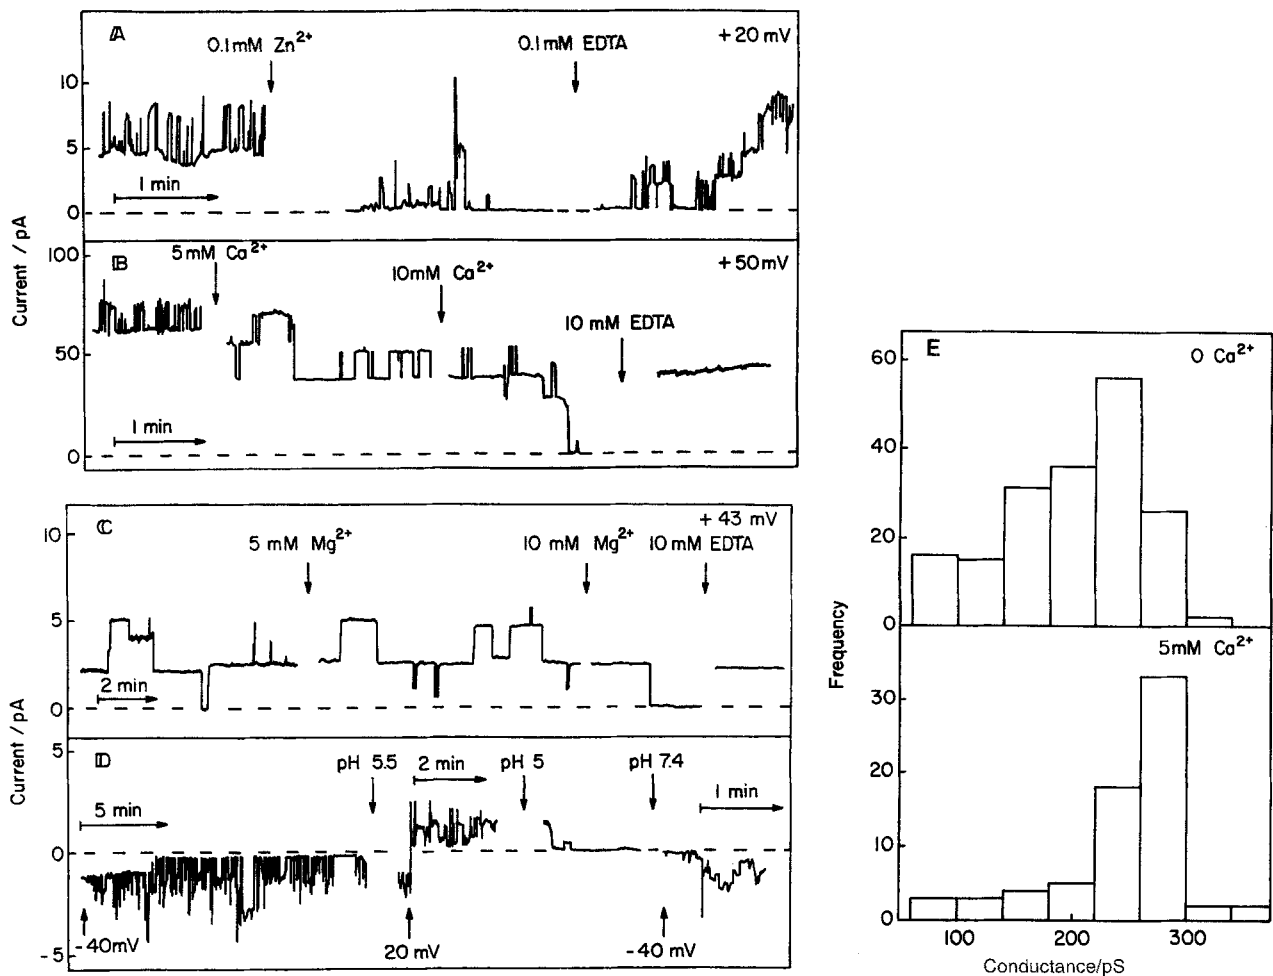 A
0.1mM Zn²⁺
0.1mM EDTA
+20 mV
10
5
0
1 min
B
5mM Ca²⁺
10mM Ca²⁺
10 mM EDTA
+50mV
100
50
0
1 min
Current / pA
C
5 mM Mg²⁺
10 mM Mg²⁺
10 mM EDTA
+ 43 mV
10
5
0
2 min
D
pH 5.5
2 min
pH 5
pH 7.4
1 min
5 min
5
0
-5
-40mV
20 mV
-40 mV
Current / pA
E
0 Ca²⁺
60
40
20
0
5mM Ca²⁺
30
20
10
0
Frequency
100
200
300
Conductance/pS